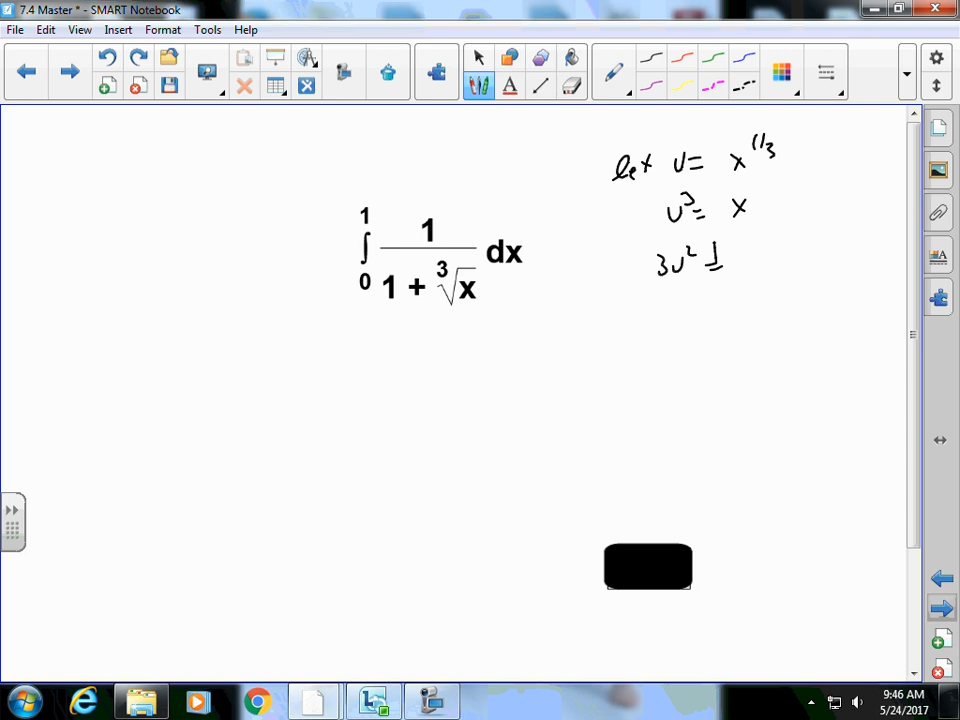 7.4 Master * - SMART Notebook
File Edit View Insert Format Tools Help
let u = x^1/3
u³ = x
3u²
1
∫ 1 / (1 + ³√x) dx
0
9:46 AM
5/24/2017